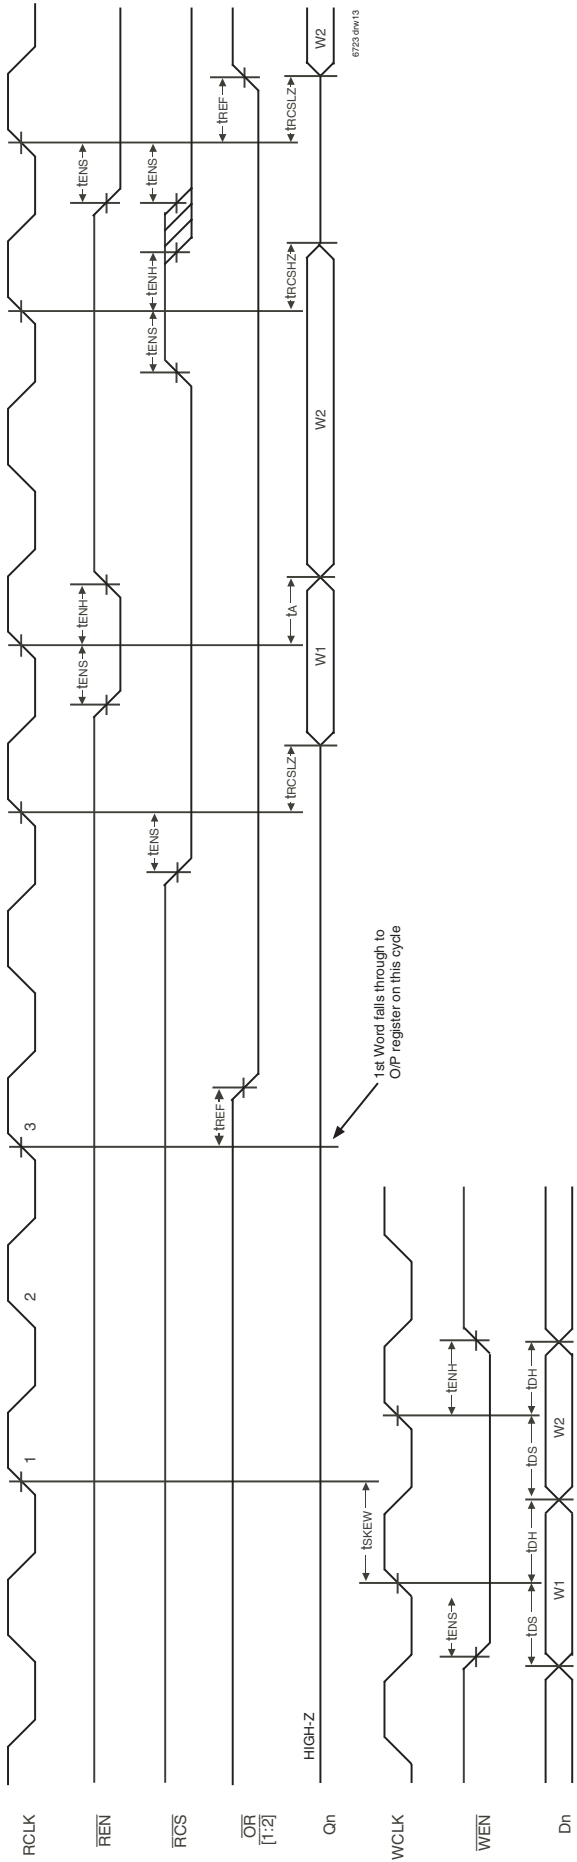 RCLK
1
2
3
REN
tENS
tENH
tENS
RCS
tENS
tENS
tENH
tENS
OR
[1:2]
tREF
tREF
Qn
HIGH-Z
tRCSLZ
tA
tRCSHZ
tRCSLZ
W1
W2
W2
6723 drw13
1st Word falls through to
O/P register on this cycle
tSKEW
WCLK
WEN
tENS
tENH
Dn
tDS
tDH
tDS
tDH
W1
W2